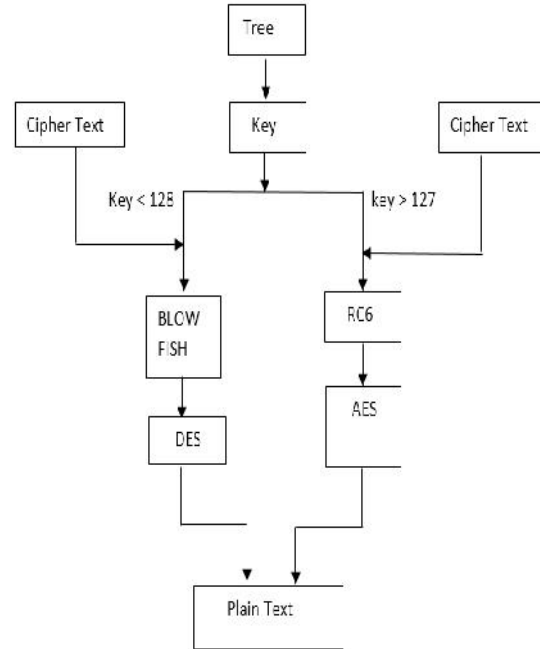 Tree
Cipher Text
Key
Cipher Text
Key < 128
key > 127
BLOW
FISH
RC6
DES
AES
Plain Text